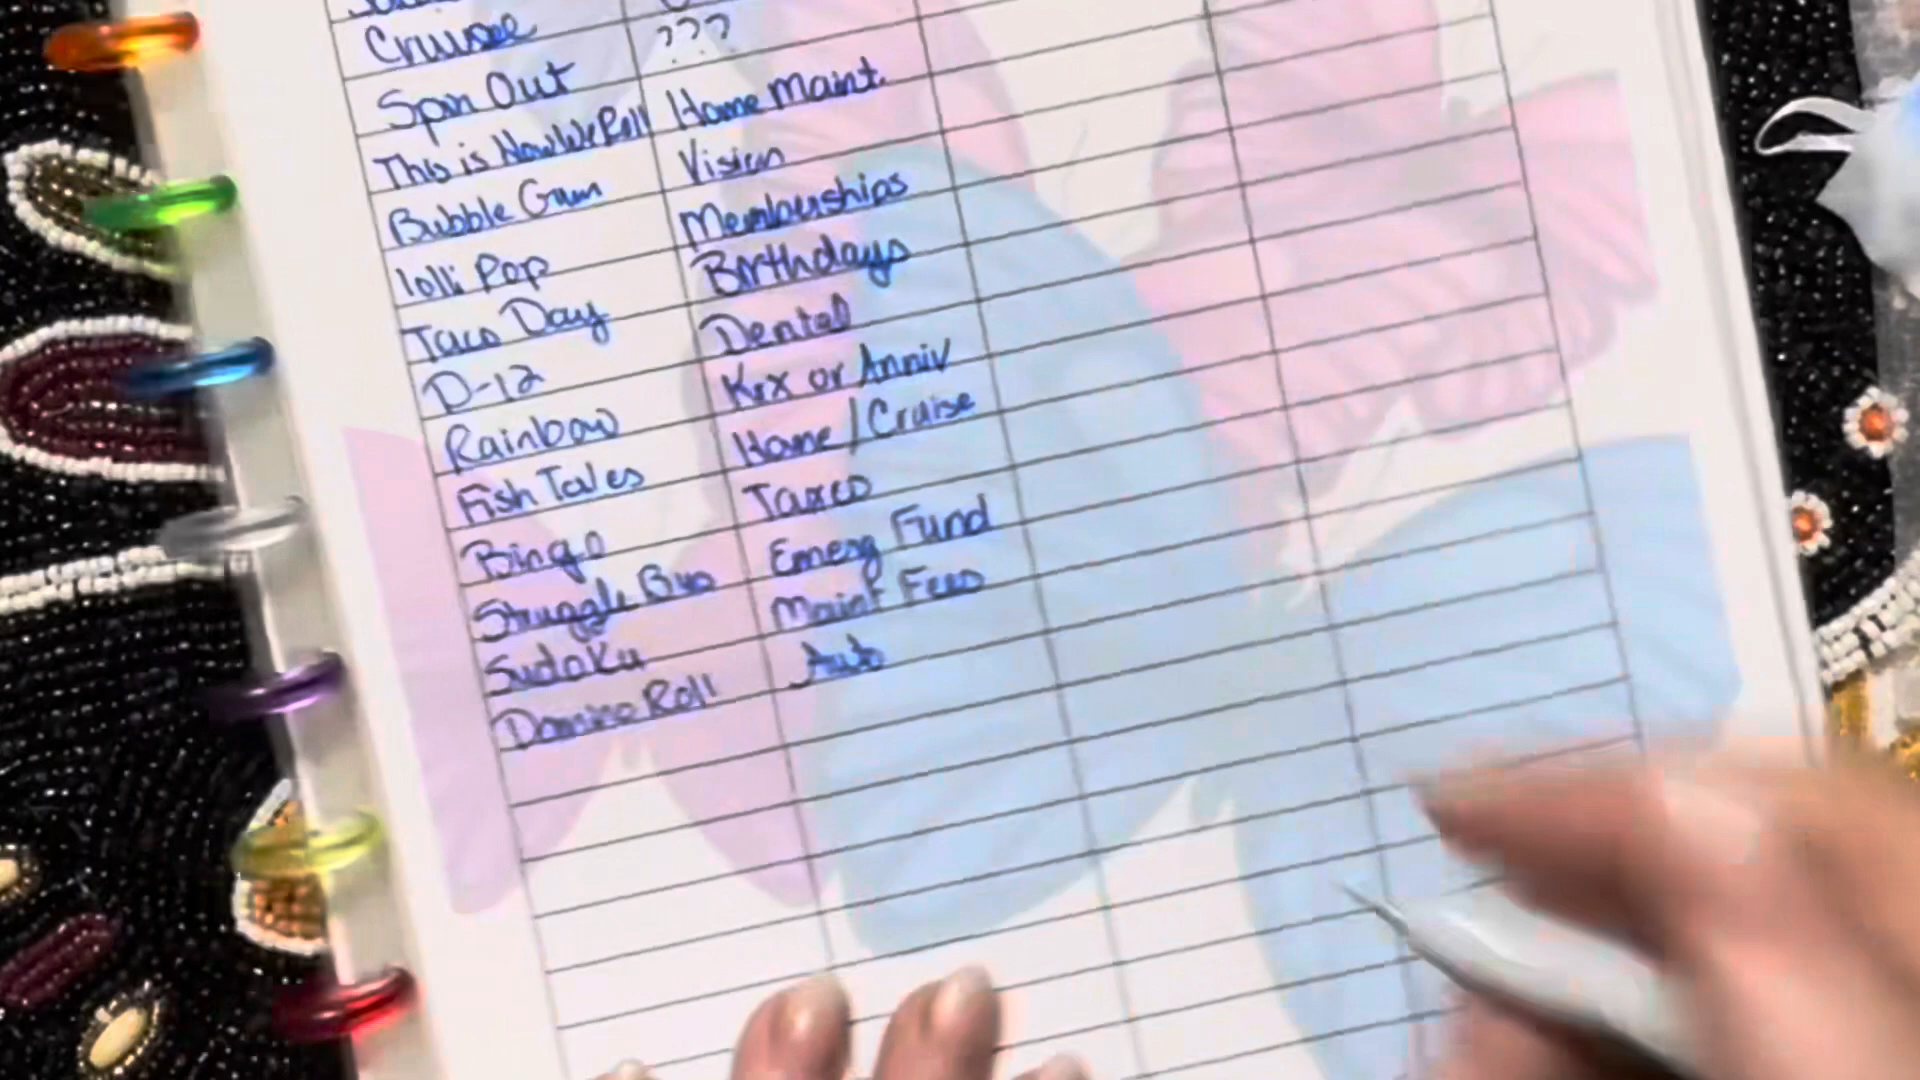 Cruise
Spin Out ???
This is How We Roll Home Maint.
Bubble Gum Vision
lolli Pop Memberships
Taco Day Birthdays
D-12 Dental
Rainbow or Anniv
Fish Tales Home / Cruise
Bingo Taxes
Struggle Bus Emerg Fund
Sudoku Maint Fees
Domino Roll Auto